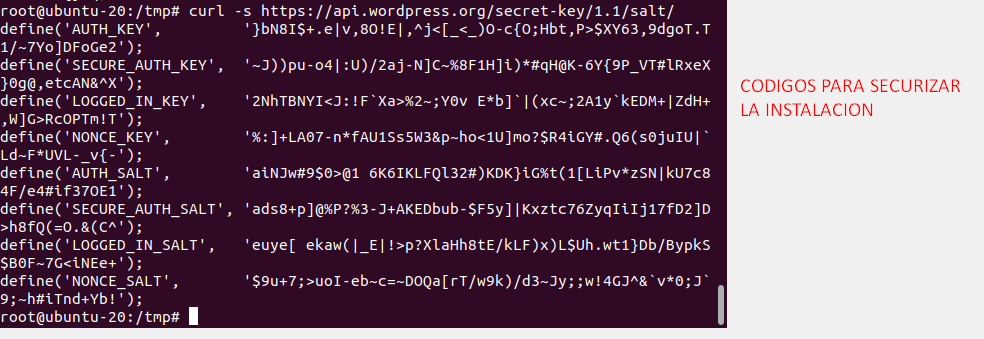 root@ubuntu-20:/tmp# curl -s https://api.wordpress.org/secret-key/1.1/salt/
define('AUTH_KEY',         '}bN8I$+.e|v,8O!E|,^j<[_<_)O-c{O;Hbt,P>$XY63,9dgoT.T
1/~7Yo]DFoGe2');
define('SECURE_AUTH_KEY',  '~J))pu-o4|:U)/2aj-N]C~%8F1H]i)*#qH@K-6Y{9P_VT#lRxeX
}0g@,etcAN&^X');
define('LOGGED_IN_KEY',    '2NhTBNYI<J:!F`Xa>%2~;Y0v E*b]`|(xc~;2A1y`kEDM+|ZdH+
,W]G>RcOPTm!T');
define('NONCE_KEY',        '%:]+LA07-n*fAU1Ss5W3&p~ho<1U]mo?$R4iGY#.Q6(s0juIU|`
Ld~F*UVL-_v{-');
define('AUTH_SALT',        'aiNJw#9$0>@1 6K6IKLFQl32#)KDK}iG%t(1[LiPv*zSN|kU7c8
4F/e4#if37OE1');
define('SECURE_AUTH_SALT', 'ads8+p]@%P?%3-J+AKEDbub-$F5y]|Kxztc76ZyqIiIj17fD2]D
>h8fQ(=O.&(C^');
define('LOGGED_IN_SALT',   'euye[ ekaw(|_E|!>p?XlaHh8tE/kLF)x)L$Uh.wt1}Db/BypkS
$B0F~7G<iNEe+');
define('NONCE_SALT',       '$9u+7;>uoI-eb~c=~DOQa[rT/w9k)/d3~Jy;;w!4GJ^&`v*0;J`
9;~h#iTnd+Yb!');
root@ubuntu-20:/tmp#
CODIGOS PARA SECURIZAR
LA INSTALACION